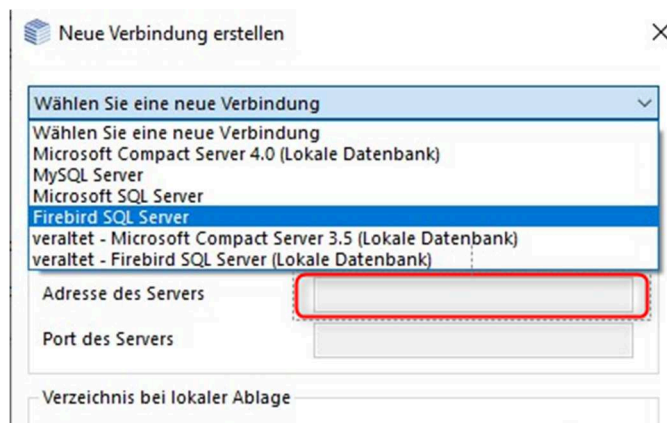 Neue Verbindung erstellen
Wählen Sie eine neue Verbindung
Wählen Sie eine neue Verbindung
Microsoft Compact Server 4.0 (Lokale Datenbank)
MySQL Server
Microsoft SQL Server
Firebird SQL Server
veraltet - Microsoft Compact Server 3.5 (Lokale Datenbank)
veraltet - Firebird SQL Server (Lokale Datenbank)
Adresse des Servers
Port des Servers
Verzeichnis bei lokaler Ablage